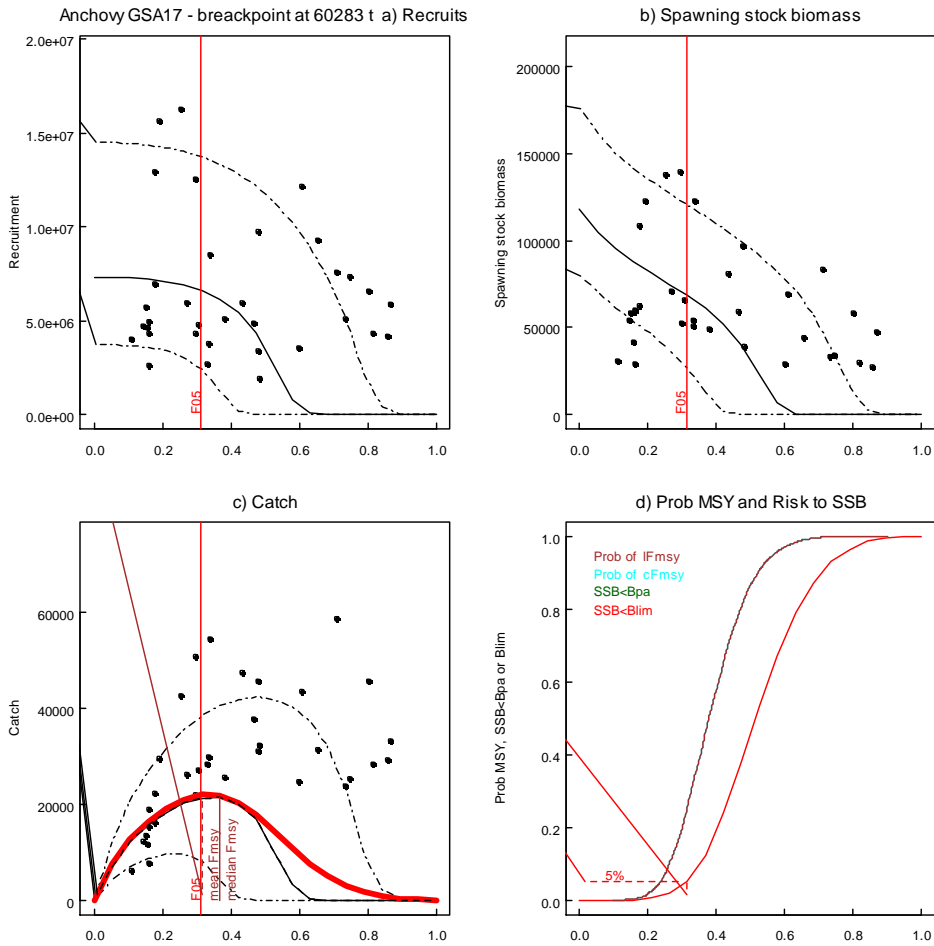 Anchovy GSA17 - breackpoint at 60283 t a) Recruits
2.0e+07
1.5e+07
1.0e+07
5.0e+06
0.0e+00
Recruitment
F05
0.0 0.2 0.4 0.6 0.8 1.0
b) Spawning stock biomass
200000
150000
100000
50000
0
Spawning stock biomass
F05
0.0 0.2 0.4 0.6 0.8 1.0
c) Catch
60000
40000
20000
0
Catch
F05
mean Fmsy
median Fmsy
0.0 0.2 0.4 0.6 0.8 1.0
d) Prob MSY and Risk to SSB
1.0
0.8
0.6
0.4
0.2
0.0
Prob MSY, SSB<Bpa or Blim
Prob of lFmsy
Prob of cFmsy
SSB<Bpa
SSB<Blim
5%
0.0 0.2 0.4 0.6 0.8 1.0